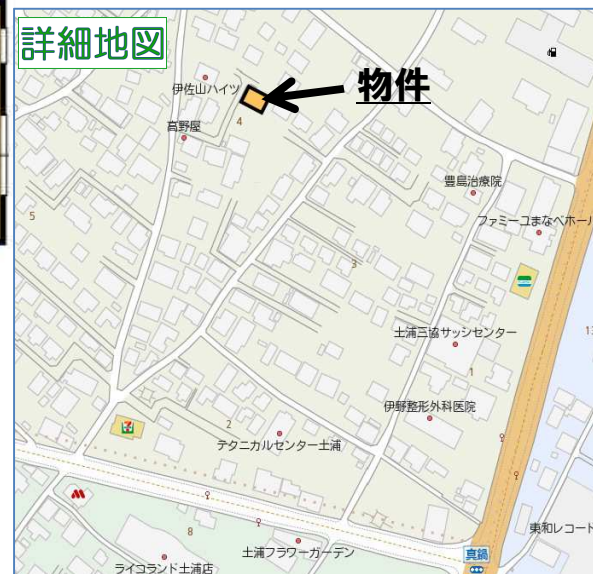 詳細地図
物件
伊佐山ハイツ
4
高野屋
豊島治療院
ファミーユまなべホール
5
3
13
土浦三協サッシセンター
1
伊野整形外科医院
2
テクニカルセンター土浦
7
8
土浦フラワーガーデン
ライコランド土浦店
真鍋
東和レコード